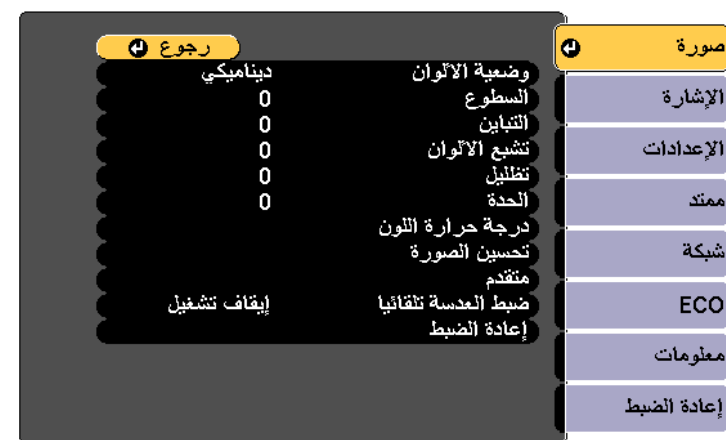 صورة
الإشارة
الإعدادات
ممتد
شبكة
ECO
معلومات
إعادة الضبط
رجوع
وضعية الألوان ديناميكي
السطوع 0
التباين 0
تشبع الألوان 0
تظليل 0
الحدة 0
درجة حرارة اللون
تحسين الصورة
متقدم
ضبط العدسة تلقائيا إيقاف تشغيل
إعادة الضبط